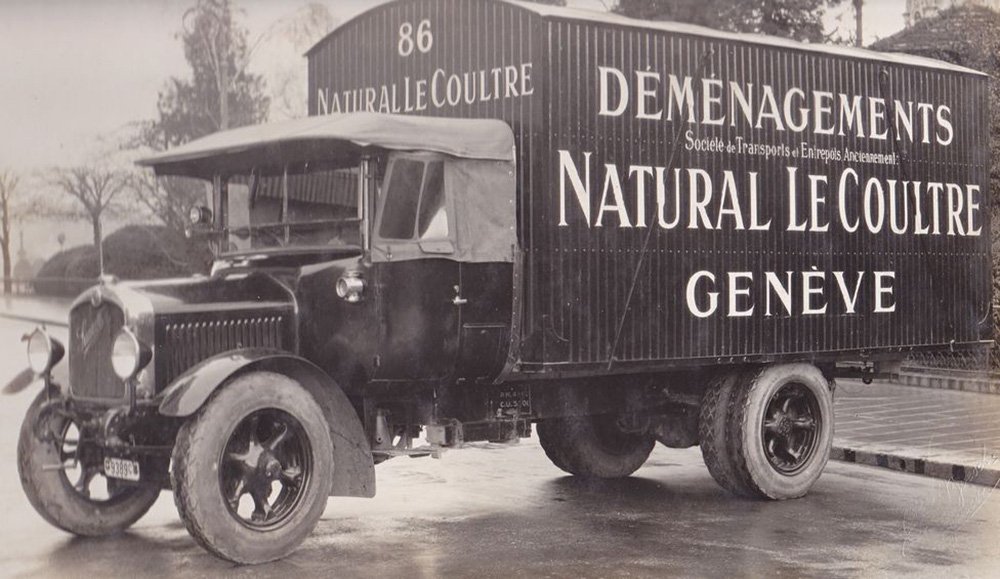 86
NATURAL LE COULTRE
DÉMÉNAGEMENTS
Société de Transports et Entrepôts Anciennement:
NATURAL LE COULTRE
GENÈVE